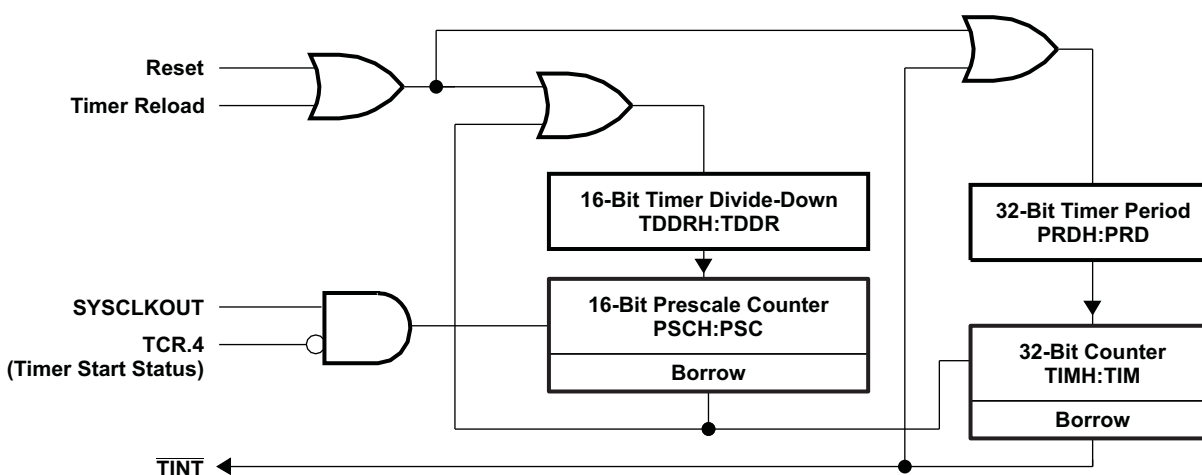 Reset
Timer Reload
16-Bit Timer Divide-Down
TDDRH:TDDR
32-Bit Timer Period
PRDH:PRD
SYSCLKOUT
TCR.4
(Timer Start Status)
16-Bit Prescale Counter
PSCH:PSC
Borrow
32-Bit Counter
TIMH:TIM
Borrow
TINT